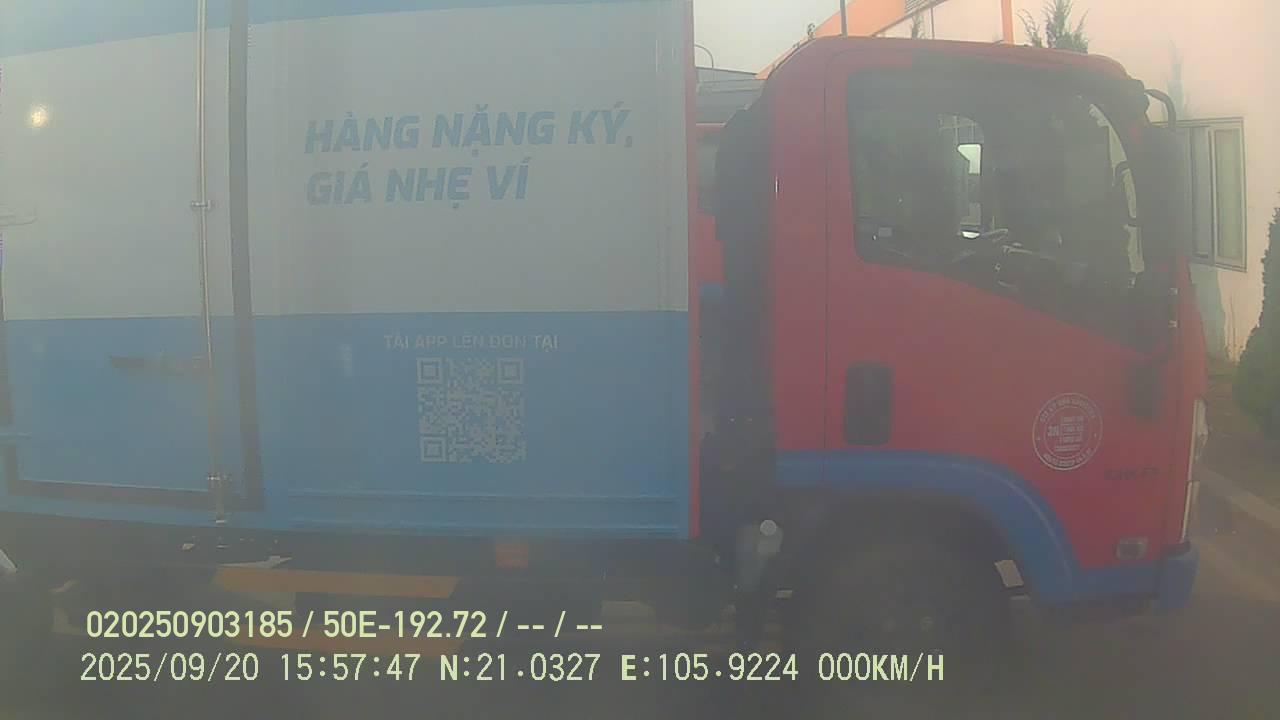 HÀNG NẶNG KÝ,
GIÁ NHẸ VÍ
TẢI APP LÊN ĐƠN TẠI
3N
020250903185 / 50E-192.72 / -- / --
2025/09/20 15:57:47 N:21.0327 E:105.9224 000KM/H